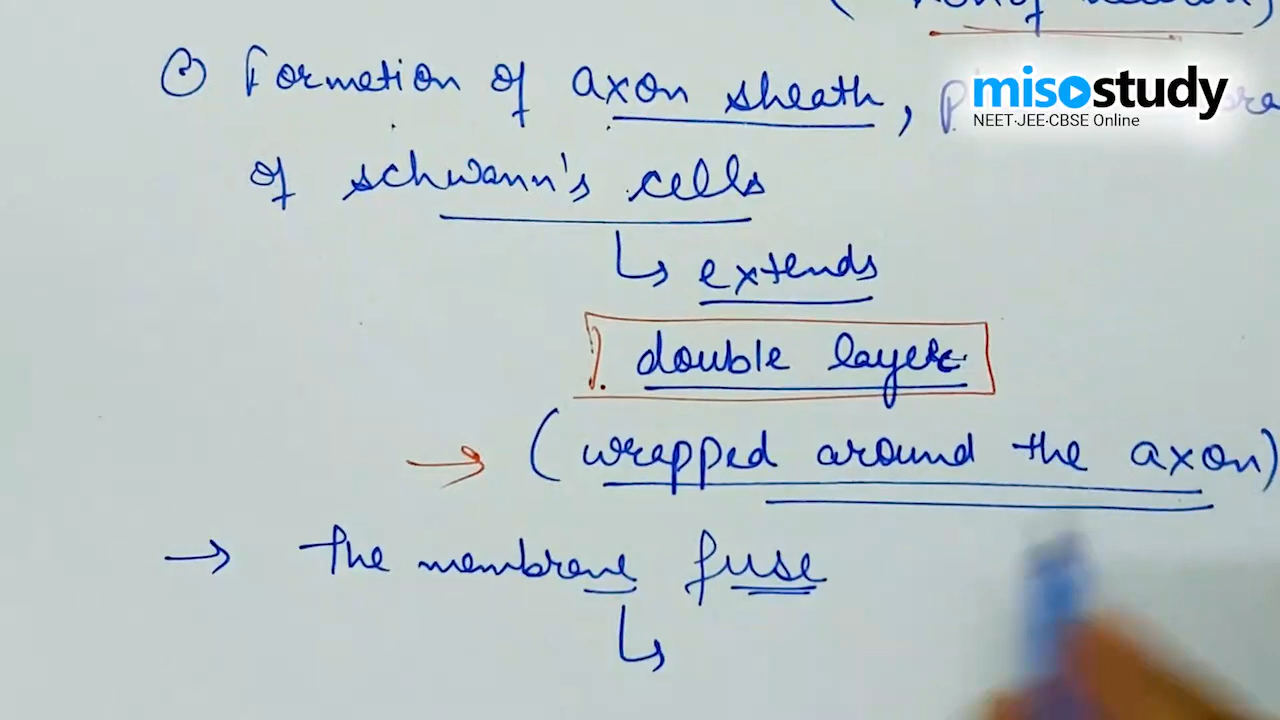 Formation of axon sheath,
misostudy
NEET-JEE-CBSE Online
of schwann's cells
↳ extends
double layer
→ (wrapped around the axon)
→ The membrane fuse
↳